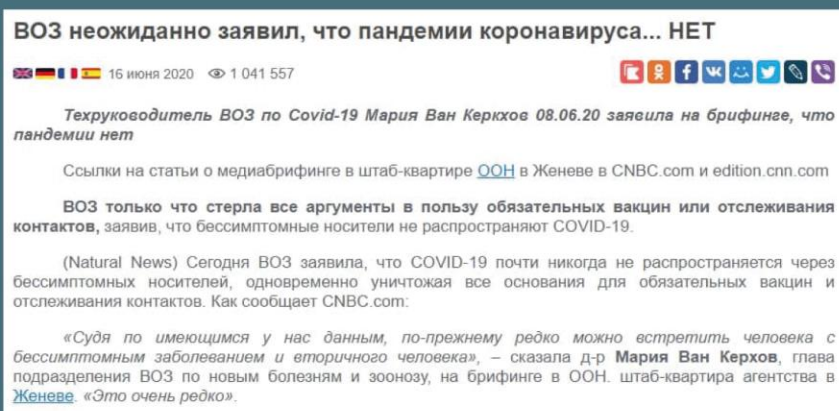 ВОЗ неожиданно заявил, что пандемии коронавируса... НЕТ
16 июня 2020 1 041 557
Техруководитель ВОЗ по Covid-19 Мария Ван Керкхов 08.06.20 заявила на брифинге, что
пандемии нет
Ссылки на статьи о медиабрифинге в штаб-квартире ООН в Женеве в CNBC.com и edition.cnn.com
ВОЗ только что стерла все аргументы в пользу обязательных вакцин или отслеживания
контактов, заявив, что бессимптомные носители не распространяют COVID-19.
(Natural News) Сегодня ВОЗ заявила, что COVID-19 почти никогда не распространяется через
бессимптомных носителей, одновременно уничтожая все основания для обязательных вакцин и
отслеживания контактов. Как сообщает CNBC.com:
«Судя по имеющимся у нас данным, по-прежнему редко можно встретить человека с
бессимптомным заболеванием и вторичного человека», – сказала д-р Мария Ван Керхов, глава
подразделения ВОЗ по новым болезням и зоонозу, на брифинге в ООН. штаб-квартира агентства в
Женеве. «Это очень редко».